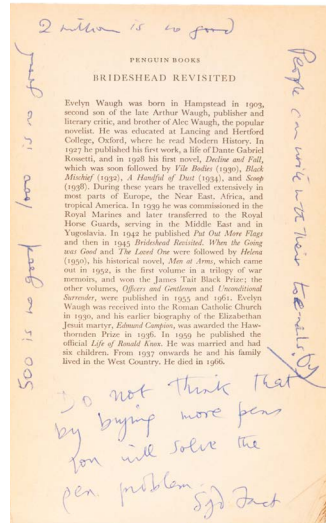 2 million is no good
PENGUIN BOOKS
BRIDESHEAD REVISITED
Evelyn Waugh was born in Hampstead in 1903,
second son of the late Arthur Waugh, publisher and
literary critic, and brother of Alec Waugh, the popular
novelist. He was educated at Lancing and Hertford
College, Oxford, where he read Modern History. In
1927 he published his first work, a life of Dante Gabriel
Rossetti, and in 1928 his first novel, Decline and Fall,
which was soon followed by Vile Bodies (1930), Black
Mischief (1932), A Handful of Dust (1934), and Scoop
(1938). During these years he travelled extensively in
most parts of Europe, the Near East, Africa, and
tropical America. In 1939 he was commissioned in the
Royal Marines and later transferred to the Royal
Horse Guards, serving in the Middle East and in
Yugoslavia. In 1942 he published Put Out More Flags
and then in 1945 Brideshead Revisited. When the Going
was Good and The Loved One were followed by Helena
(1950), his historical novel, Men at Arms, which came
out in 1952, is the first volume in a trilogy of war
memoirs, and won the James Tait Black Prize; the
other volumes, Officers and Gentlemen and Unconditional
Surrender, were published in 1955 and 1961. Evelyn
Waugh was received into the Roman Catholic Church
in 1930, and his earlier biography of the Elizabethan
Jesuit martyr, Edmund Campion, was awarded the Haw-
thornden Prize in 1936. In 1959 he published the
official Life of Ronald Knox. He was married and had
six children. From 1937 onwards he and his family
lived in the West Country. He died in 1966.
People can work with their
500 is no good
is no good
Do not think that
by buying more pens
you will solve the
pen problem.